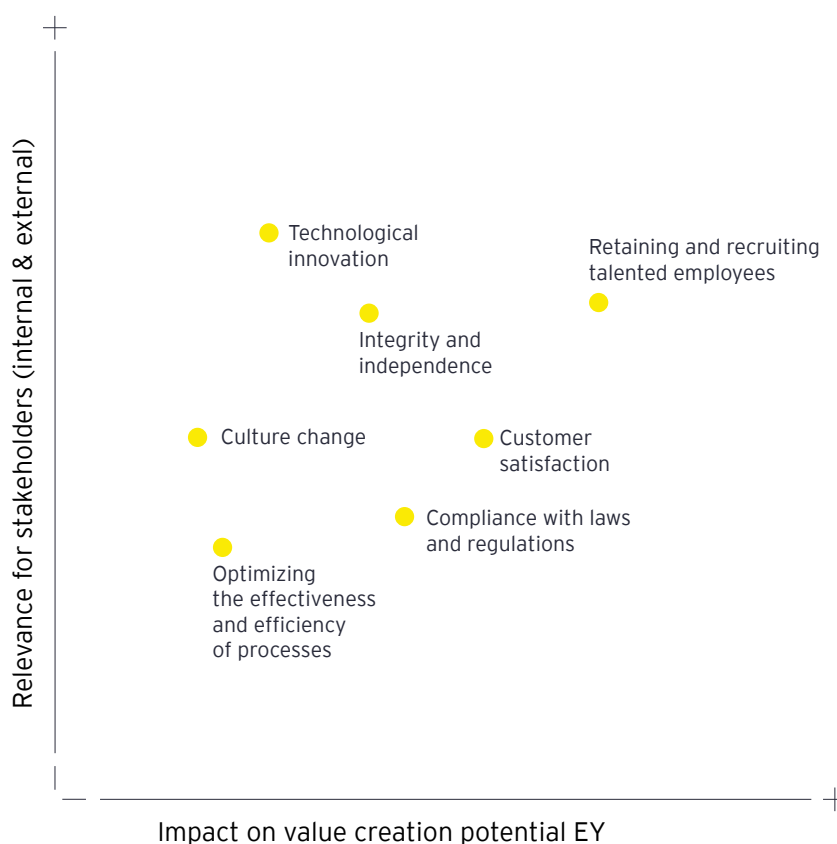 Relevance for stakeholders (internal & external)
Technological
innovation
Retaining and recruiting
talented employees
Integrity and
independence
Culture change
Customer
satisfaction
Compliance with laws
and regulations
Optimizing
the effectiveness
and efficiency
of processes
Impact on value creation potential EY